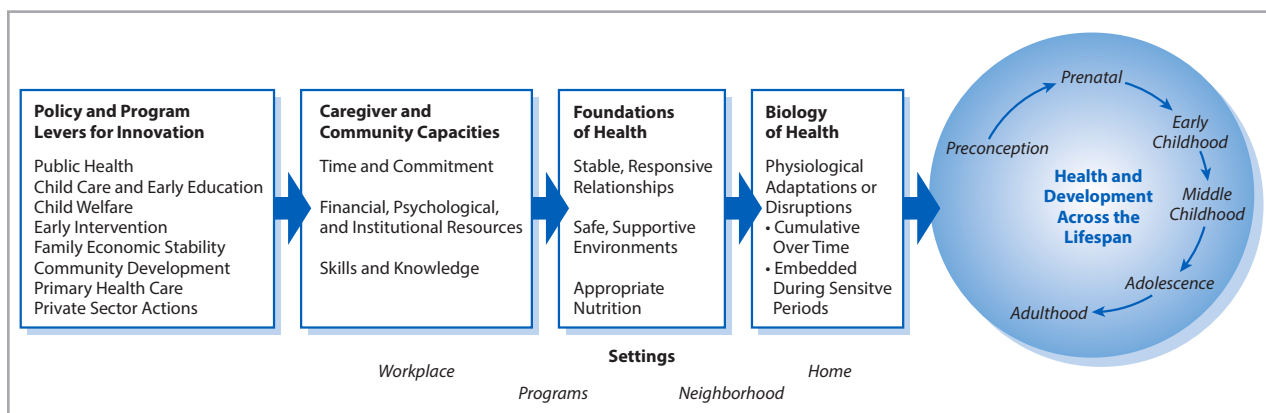 Policy and Program
Levers for Innovation
Public Health
Child Care and Early Education
Child Welfare
Early Intervention
Family Economic Stability
Community Development
Primary Health Care
Private Sector Actions
Caregiver and
Community Capacities
Time and Commitment
Financial, Psychological,
and Institutional Resources
Skills and Knowledge
Foundations
of Health
Stable, Responsive
Relationships
Safe, Supportive
Environments
Appropriate
Nutrition
Biology
of Health
Physiological
Adaptations or
Disruptions
• Cumulative
Over Time
• Embedded
During Sensitve
Periods
Preconception
Prenatal
Early
Childhood
Middle
Childhood
Adolescence
Adulthood
Health and
Development
Across the
Lifespan
Settings
Workplace
Programs
Neighborhood
Home